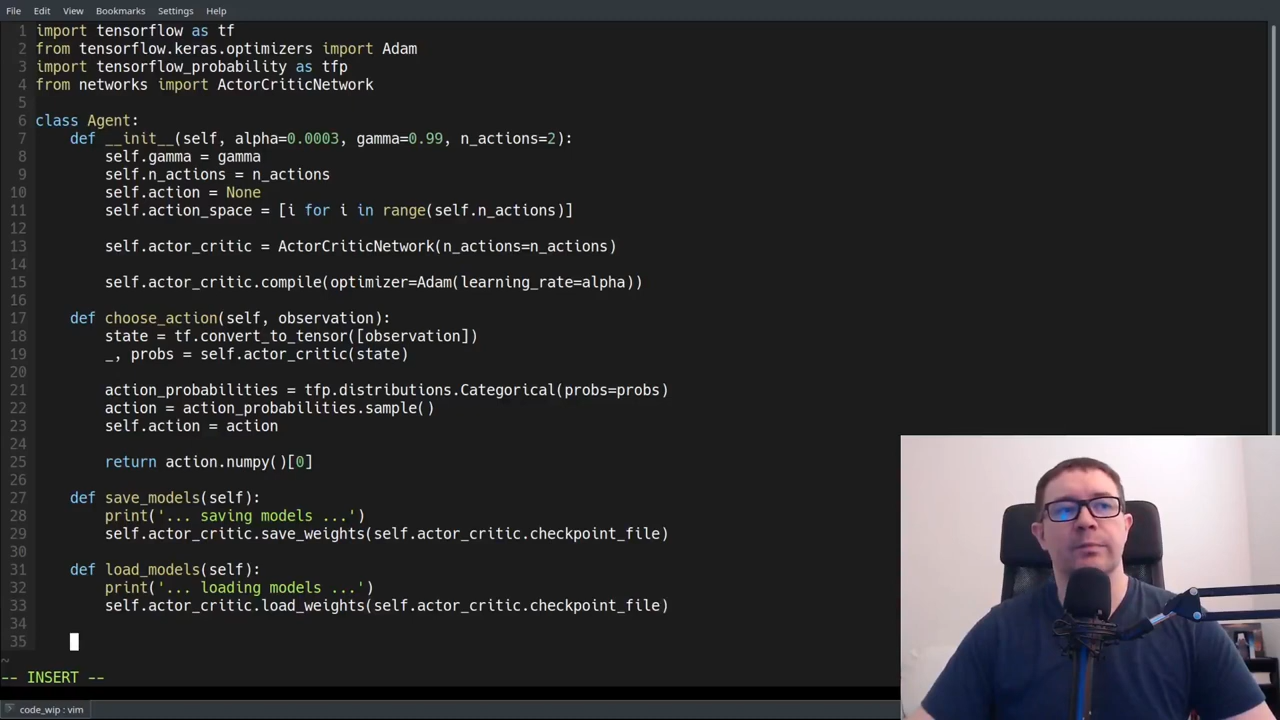 File Edit View Bookmarks Settings Help
1 import tensorflow as tf
2 from tensorflow.keras.optimizers import Adam
3 import tensorflow_probability as tfp
4 from networks import ActorCriticNetwork
5
6 class Agent:
7     def __init__(self, alpha=0.0003, gamma=0.99, n_actions=2):
8         self.gamma = gamma
9         self.n_actions = n_actions
10         self.action = None
11         self.action_space = [i for i in range(self.n_actions)]
12
13         self.actor_critic = ActorCriticNetwork(n_actions=n_actions)
14
15         self.actor_critic.compile(optimizer=Adam(learning_rate=alpha))
16
17     def choose_action(self, observation):
18         state = tf.convert_to_tensor([observation])
19         _, probs = self.actor_critic(state)
20
21         action_probabilities = tfp.distributions.Categorical(probs=probs)
22         action = action_probabilities.sample()
23         self.action = action
24
25         return action.numpy()[0]
26
27     def save_models(self):
28         print('... saving models ...')
29         self.actor_critic.save_weights(self.actor_critic.checkpoint_file)
30
31     def load_models(self):
32         print('... loading models ...')
33         self.actor_critic.load_weights(self.actor_critic.checkpoint_file)
34
35
~
-- INSERT --
code_wip : vim